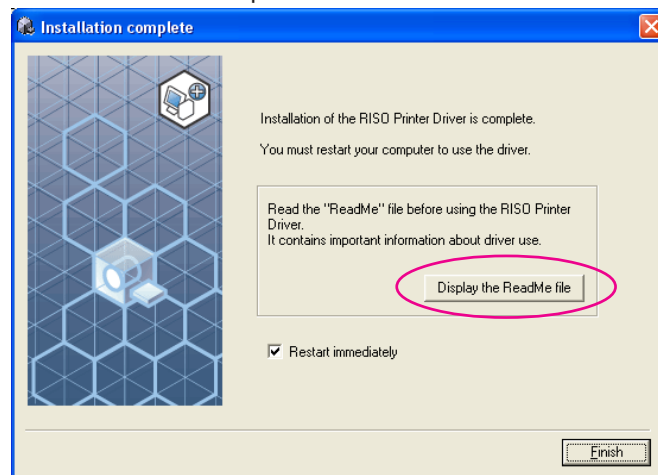 Installation complete
Installation of the RISO Printer Driver is complete.
You must restart your computer to use the driver.
Read the "ReadMe" file before using the RISO Printer
Driver.
It contains important information about driver use.
Display the ReadMe file
Restart immediately
Finish